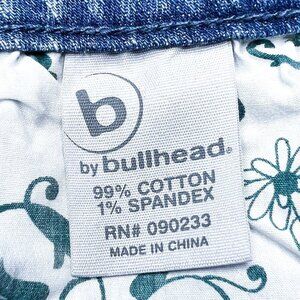 b
by bullhead®
99% COTTON
1% SPANDEX
RN# 090233
MADE IN CHINA